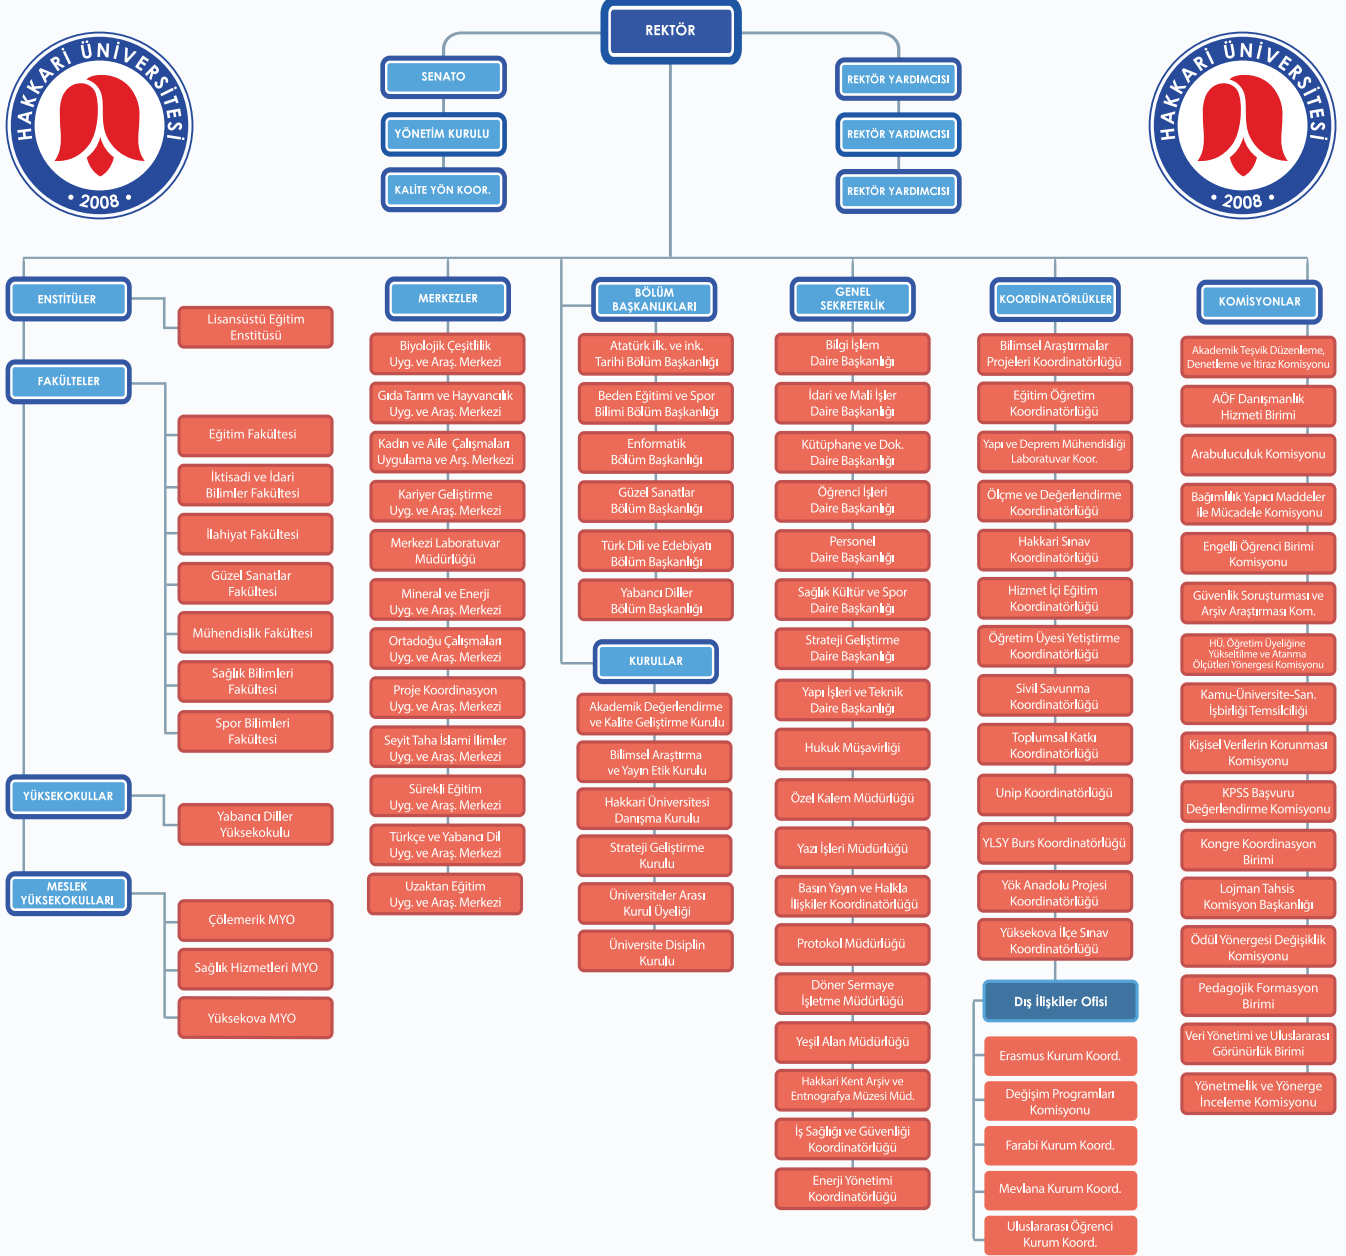 REKTÖR
HAKKARİ ÜNİVERSİTESİ
• 2008 •
SENATO
YÖNETİM KURULU
KALİTE YÖN KOOR.
REKTÖR YARDIMCISI
REKTÖR YARDIMCISI
REKTÖR YARDIMCISI
HAKKARİ ÜNİVERSİTESİ
• 2008 •
ENSTİTÜLER
Lisansüstü Eğitim
Enstitüsü
FAKÜLTELER
Eğitim Fakültesi
İktisadi ve İdari
Bilimler Fakültesi
İlahiyat Fakültesi
Güzel Sanatlar
Fakültesi
Mühendislik Fakültesi
Sağlık Bilimleri
Fakültesi
Spor Bilimleri
Fakültesi
YÜKSEKOKULLAR
Yabancı Diller
Yüksekokulu
MESLEK
YÜKSEKOKULLARI
Çölemerik MYO
Sağlık Hizmetleri MYO
Yüksekova MYO
MERKEZLER
Biyolojik Çeşitlilik
Uyg. ve Araş. Merkezi
Gıda Tarım ve Hayvancılık
Uyg. ve Araş. Merkezi
Kadın ve Aile Çalışmaları
Uygulama ve Arş. Merkezi
Kariyer Geliştirme
Uyg. ve Araş. Merkezi
Merkezi Laboratuvar
Müdürlüğü
Mineral ve Enerji
Uyg. ve Araş. Merkezi
Ortadoğu Çalışmaları
Uyg. ve Araş. Merkezi
Proje Koordinasyon
Uyg. ve Araş. Merkezi
Seyit Taha İslami İlimler
Uyg. ve Araş. Merkezi
Sürekli Eğitim
Uyg. ve Araş. Merkezi
Türkçe ve Yabancı Dil
Uyg. ve Araş. Merkezi
Uzaktan Eğitim
Uyg. ve Araş. Merkezi
BÖLÜM
BAŞKANLIKLARI
Atatürk ilk. ve ink.
Tarihi Bölüm Başkanlığı
Beden Eğitimi ve Spor
Bilimi Bölüm Başkanlığı
Enformatik
Bölüm Başkanlığı
Güzel Sanatlar
Bölüm Başkanlığı
Türk Dili ve Edebiyatı
Bölüm Başkanlığı
Yabancı Diller
Bölüm Başkanlığı
KURULLAR
Akademik Değerlendirme
ve Kalite Geliştirme Kurulu
Bilimsel Araştırma
ve Yayın Etik Kurulu
Hakkari Üniversitesi
Danışma Kurulu
Strateji Geliştirme
Kurulu
Üniversiteler Arası
Kurul Üyeliği
Üniversite Disiplin
Kurulu
GENEL
SEKRETERLİK
Bilgi İşlem
Daire Başkanlığı
İdari ve Mali İşler
Daire Başkanlığı
Kütüphane ve Dok.
Daire Başkanlığı
Öğrenci İşleri
Daire Başkanlığı
Personel
Daire Başkanlığı
Sağlık Kültür ve Spor
Daire Başkanlığı
Strateji Geliştirme
Daire Başkanlığı
Yapı İşleri ve Teknik
Daire Başkanlığı
Hukuk Müşavirliği
Özel Kalem Müdürlüğü
Yazı İşleri Müdürlüğü
Basın Yayın ve Halkla
İlişkiler Koordinatörlüğü
Protokol Müdürlüğü
Döner Sermaye
İşletme Müdürlüğü
Yeşil Alan Müdürlüğü
Hakkari Kent Arşiv ve
Entnografya Müzesi Müd.
İş Sağlığı ve Güvenliği
Koordinatörlüğü
Enerji Yönetimi
Koordinatörlüğü
KOORDİNATÖRLÜKLER
Bilimsel Araştırmalar
Projeleri Koordinatörlüğü
Eğitim Öğretim
Koordinatörlüğü
Yapı ve Deprem Mühendisliği
Laboratuvar Koor.
Ölçme ve Değerlendirme
Koordinatörlüğü
Hakkari Sınav
Koordinatörlüğü
Hizmet İçi Eğitim
Koordinatörlüğü
Öğretim Üyesi Yetiştirme
Koordinatörlüğü
Sivil Savunma
Koordinatörlüğü
Toplumsal Katkı
Koordinatörlüğü
Unip Koordinatörlüğü
YLSY Burs Koordinatörlüğü
Yök Anadolu Projesi
Koordinatörlüğü
Yüksekova İlçe Sınav
Koordinatörlüğü
Dış İlişkiler Ofisi
Erasmus Kurum Koord.
Değişim Programları
Komisyonu
Farabi Kurum Koord.
Mevlana Kurum Koord.
Uluslararası Öğrenci
Kurum Koord.
KOMİSYONLAR
Akademik Teşvik Düzenleme,
Denetleme ve İtiraz Komisyonu
AÖF Danışmanlık
Hizmeti Birimi
Arabuluculuk Komisyonu
Bağımlılık Yapıcı Maddeler
ile Mücadele Komisyonu
Engelli Öğrenci Birimi
Komisyonu
Güvenlik Soruşturması ve
Arşiv Araştırması Kom.
HÜ. Öğretim Üyeliğine
Yükseltilme ve Atanma
Ölçütleri Yönergesi Komisyonu
Kamu-Üniversite-San.
İşbirliği Temsilciliği
Kişisel Verilerin Korunması
Komisyonu
KPSS Başvuru
Değerlendirme Komisyonu
Kongre Koordinasyon
Birimi
Lojman Tahsis
Komisyon Başkanlığı
Ödül Yönergesi Değişiklik
Komisyonu
Pedagojik Formasyon
Birimi
Veri Yönetimi ve Uluslararası
Görünürlük Birimi
Yönetmelik ve Yönerge
İnceleme Komisyonu